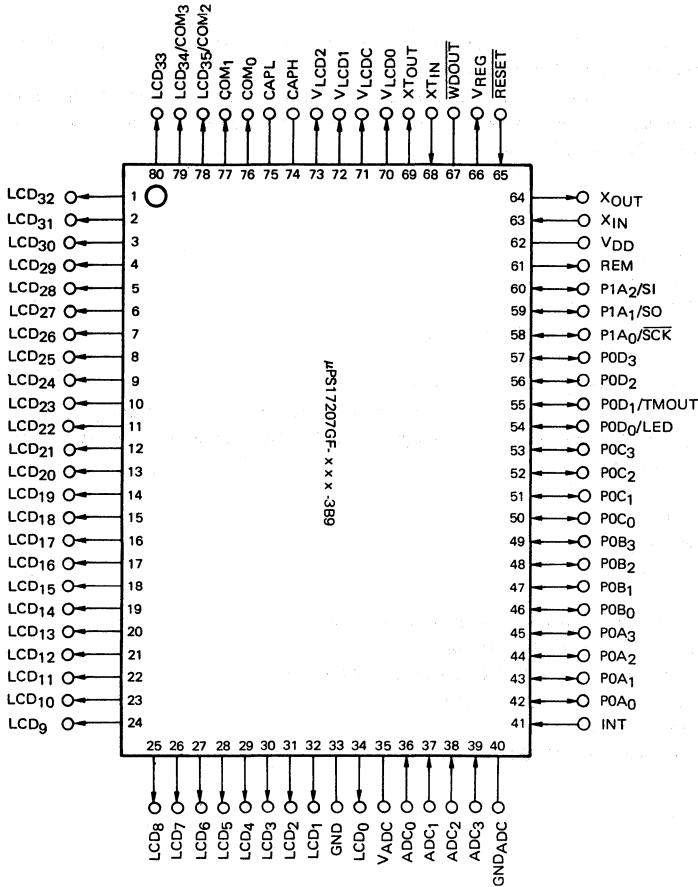 LCD33
LCD34/COM3
LCD35/COM2
COM1
COM0
CAPL
CAPH
VLCD2
VLCD1
VLCDC
VLCD0
XTOUT
XTIN
WDOUT
VREG
RESET
80 79 78 77 76 75 74 73 72 71 70 69 68 67 66 65
LCD32 1
LCD31 2
LCD30 3
LCD29 4
LCD28 5
LCD27 6
LCD26 7
LCD25 8
LCD24 9
LCD23 10
LCD22 11
LCD21 12
LCD20 13
LCD19 14
LCD18 15
LCD17 16
LCD16 17
LCD15 18
LCD14 19
LCD13 20
LCD12 21
LCD11 22
LCD10 23
LCD9 24
μPS17207GF- x x x -3B9
64 XOUT
63 XIN
62 VDD
61 REM
60 P1A2/SI
59 P1A1/SO
58 P1A0/SCK
57 P0D3
56 P0D2
55 P0D1/TMOUT
54 P0D0/LED
53 P0C3
52 P0C2
51 P0C1
50 P0C0
49 P0B3
48 P0B2
47 P0B1
46 P0B0
45 P0A3
44 P0A2
43 P0A1
42 P0A0
41 INT
25 26 27 28 29 30 31 32 33 34 35 36 37 38 39 40
LCD8
LCD7
LCD6
LCD5
LCD4
LCD3
LCD2
LCD1
GND
LCD0
VADC
ADC0
ADC1
ADC2
ADC3
GNDADC